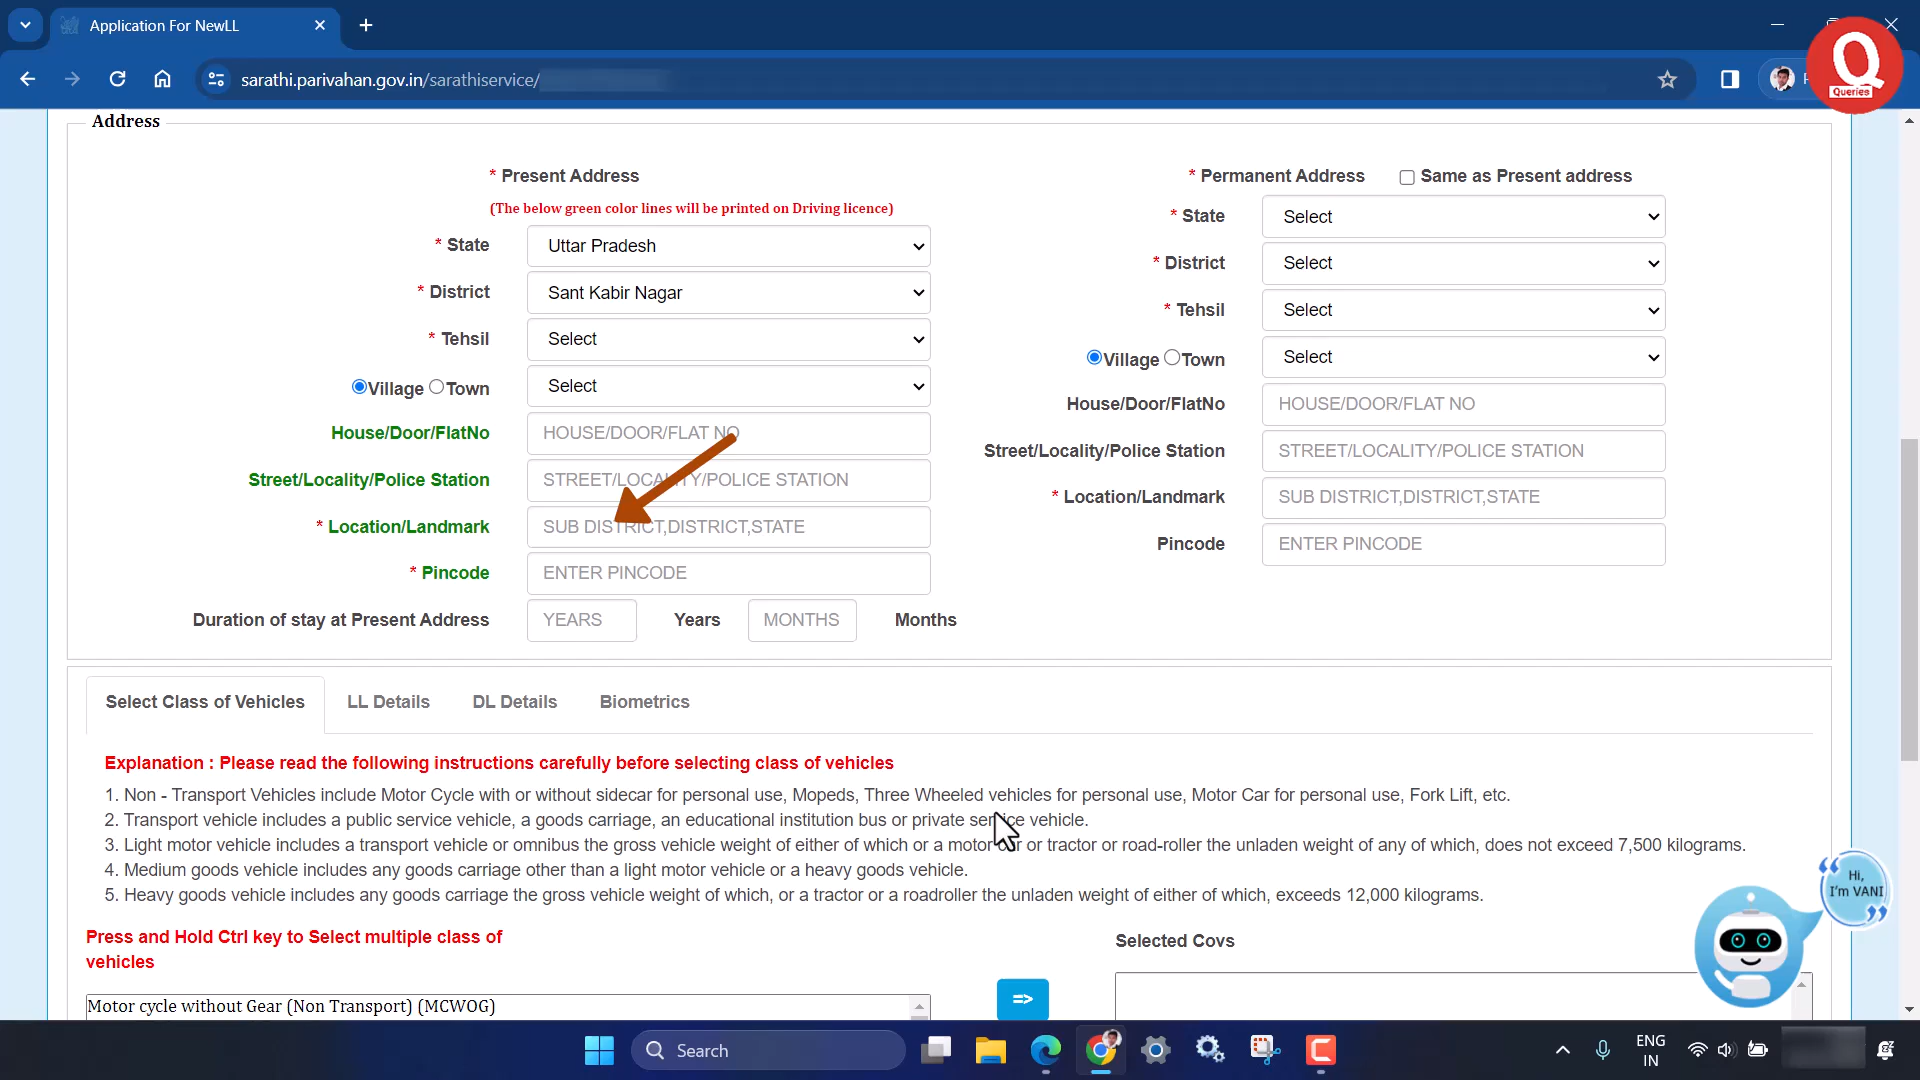 Application For NewLL
sarathi.parivahan.gov.in/sarathiservice/
Q
Queries
Address
* Present Address
(The below green color lines will be printed on Driving licence)
* State Uttar Pradesh
* District Sant Kabir Nagar
* Tehsil Select
Village Town Select
House/Door/FlatNo HOUSE/DOOR/FLAT NO
Street/Locality/Police Station STREET/LOCALITY/POLICE STATION
* Location/Landmark SUB DISTRICT,DISTRICT,STATE
* Pincode ENTER PINCODE
Duration of stay at Present Address YEARS Years MONTHS Months
* Permanent Address Same as Present address
* State Select
* District Select
* Tehsil Select
Village Town Select
House/Door/FlatNo HOUSE/DOOR/FLAT NO
Street/Locality/Police Station STREET/LOCALITY/POLICE STATION
* Location/Landmark SUB DISTRICT,DISTRICT,STATE
Pincode ENTER PINCODE
Select Class of Vehicles LL Details DL Details Biometrics
Explanation : Please read the following instructions carefully before selecting class of vehicles
1. Non - Transport Vehicles include Motor Cycle with or without sidecar for personal use, Mopeds, Three Wheeled vehicles for personal use, Motor Car for personal use, Fork Lift, etc.
2. Transport vehicle includes a public service vehicle, a goods carriage, an educational institution bus or private service vehicle.
3. Light motor vehicle includes a transport vehicle or omnibus the gross vehicle weight of either of which or a motor car or tractor or road-roller the unladen weight of any of which, does not exceed 7,500 kilograms.
4. Medium goods vehicle includes any goods carriage other than a light motor vehicle or a heavy goods vehicle.
5. Heavy goods vehicle includes any goods carriage the gross vehicle weight of which, or a tractor or a roadroller the unladen weight of either of which, exceeds 12,000 kilograms.
Press and Hold Ctrl key to Select multiple class of
vehicles
Motor cycle without Gear (Non Transport) (MCWOG)
=>
Selected Covs
Hi,
I'm VANI
Search
ENG
IN